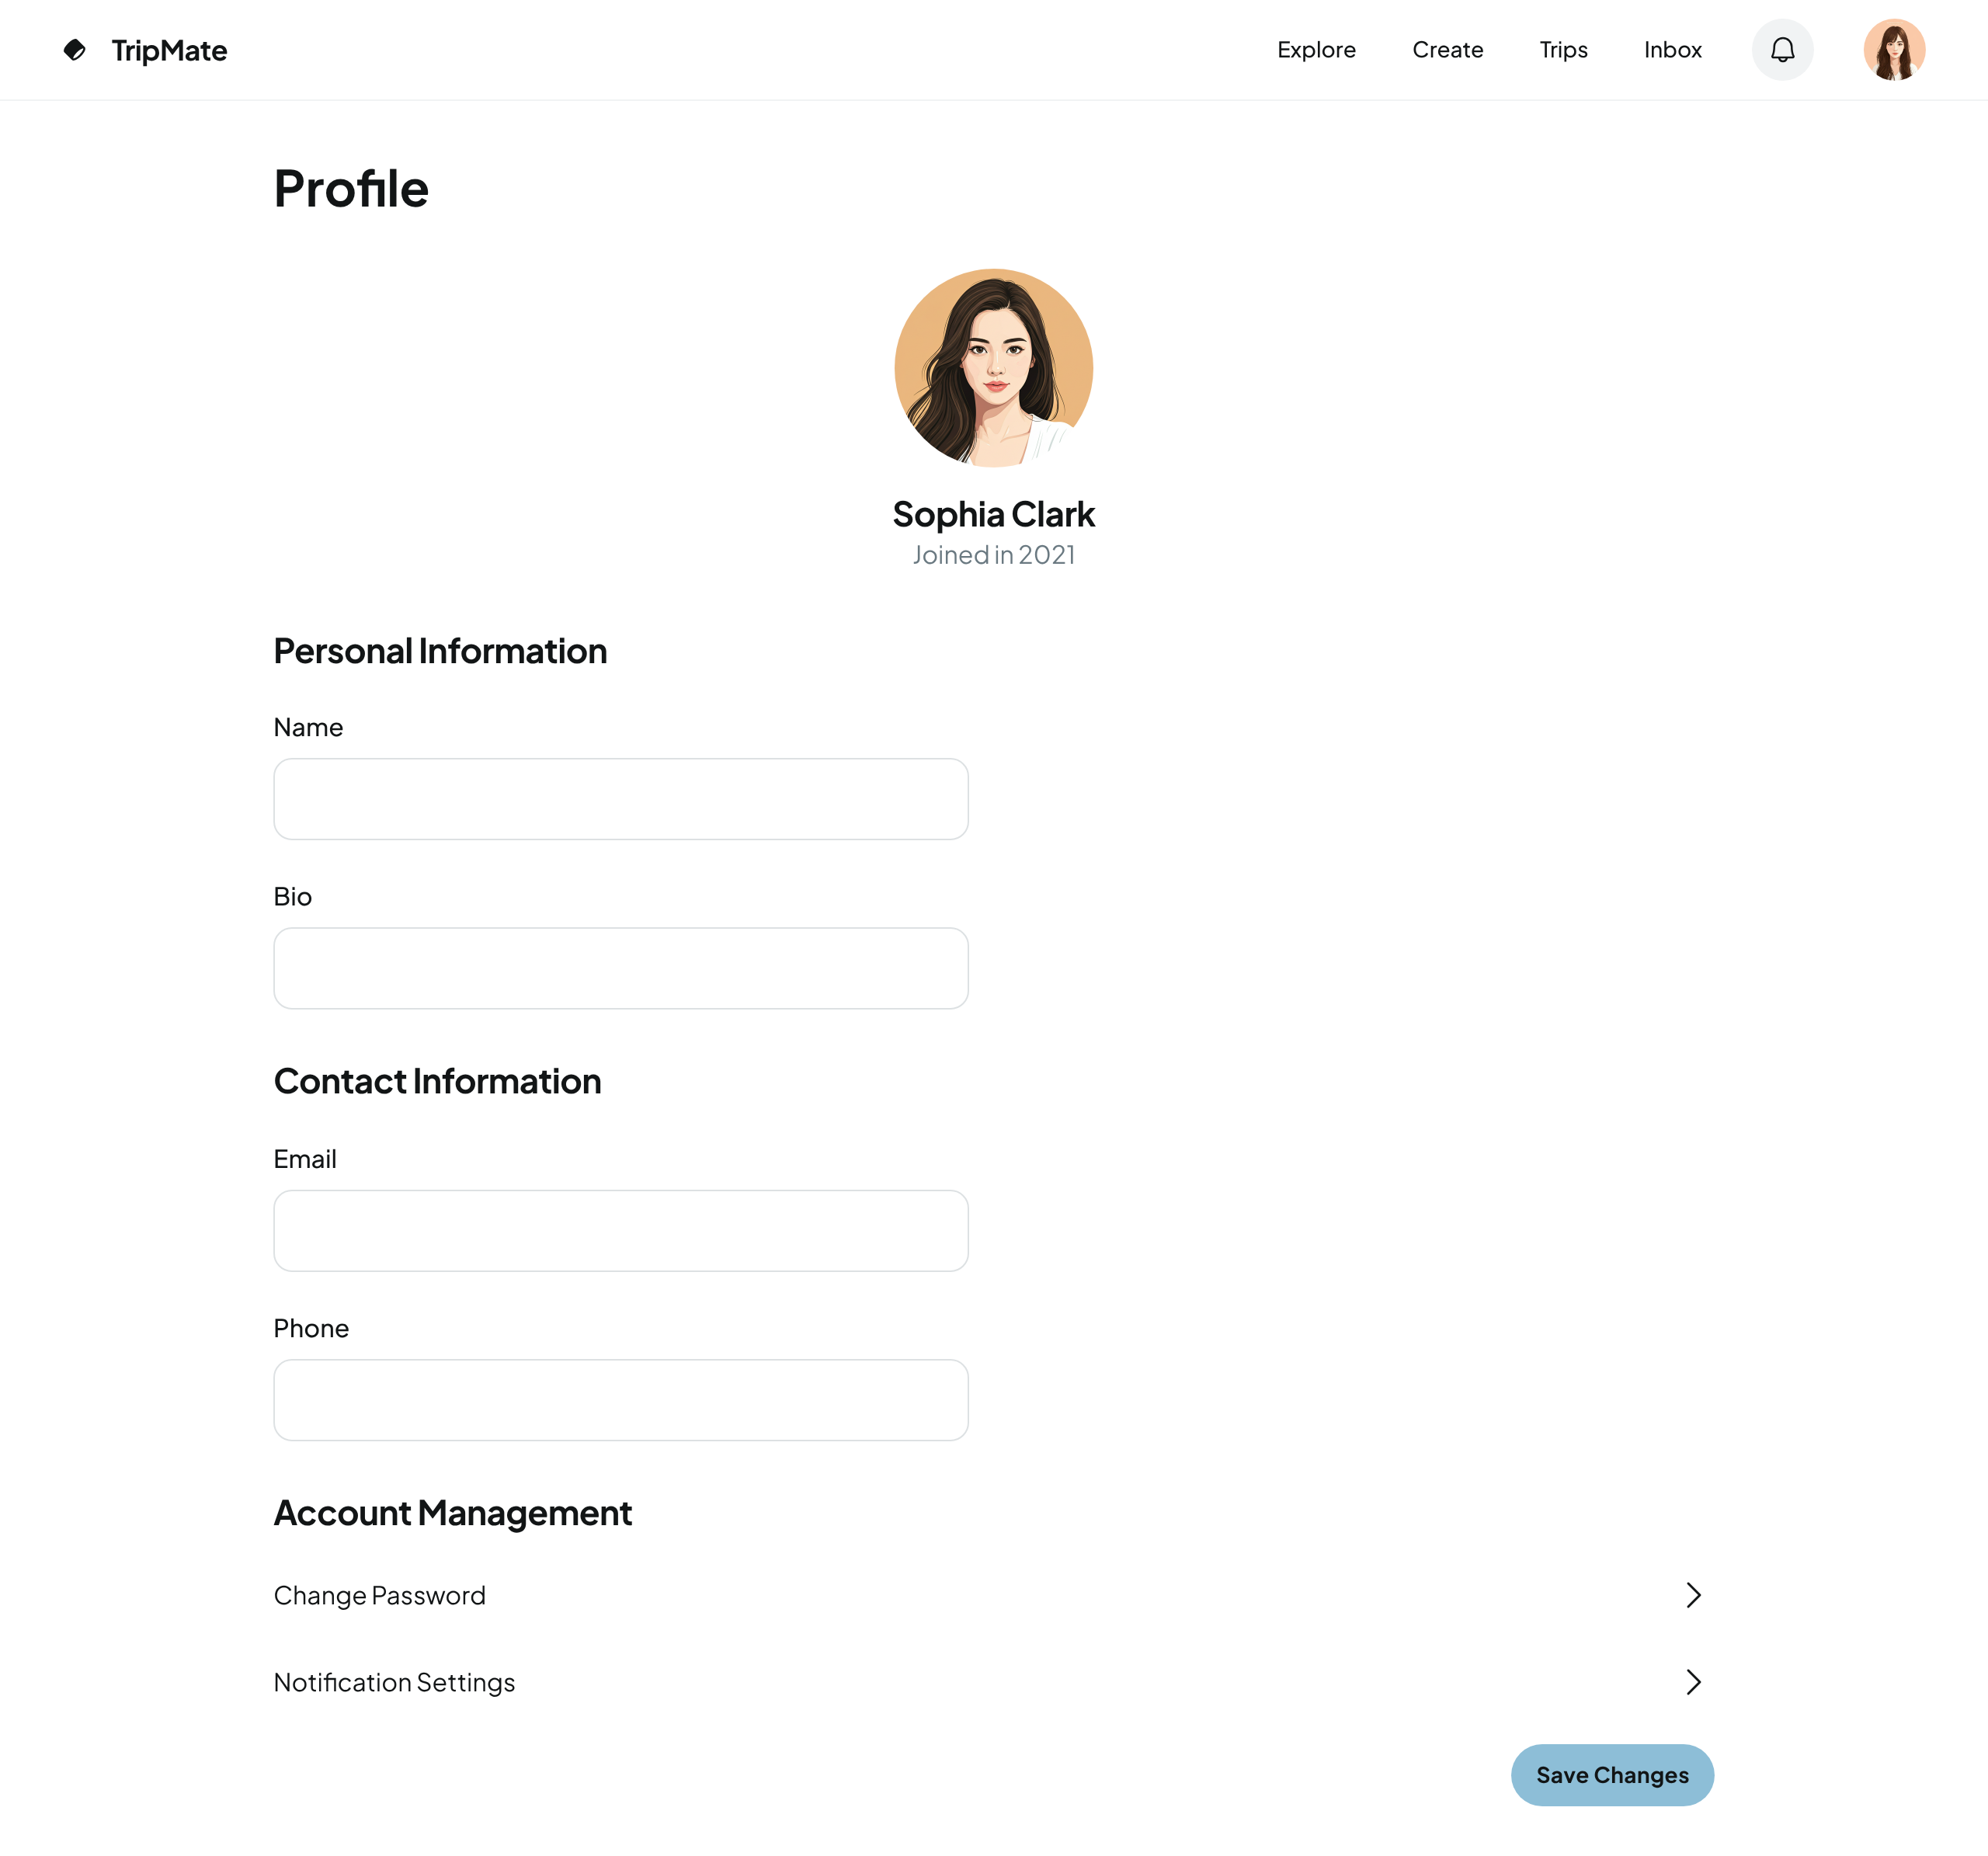 TripMate
Explore
Create
Trips
Inbox
Profile
Sophia Clark
Joined in 2021
Personal Information
Name
Bio
Contact Information
Email
Phone
Account Management
Change Password
Notification Settings
Save Changes